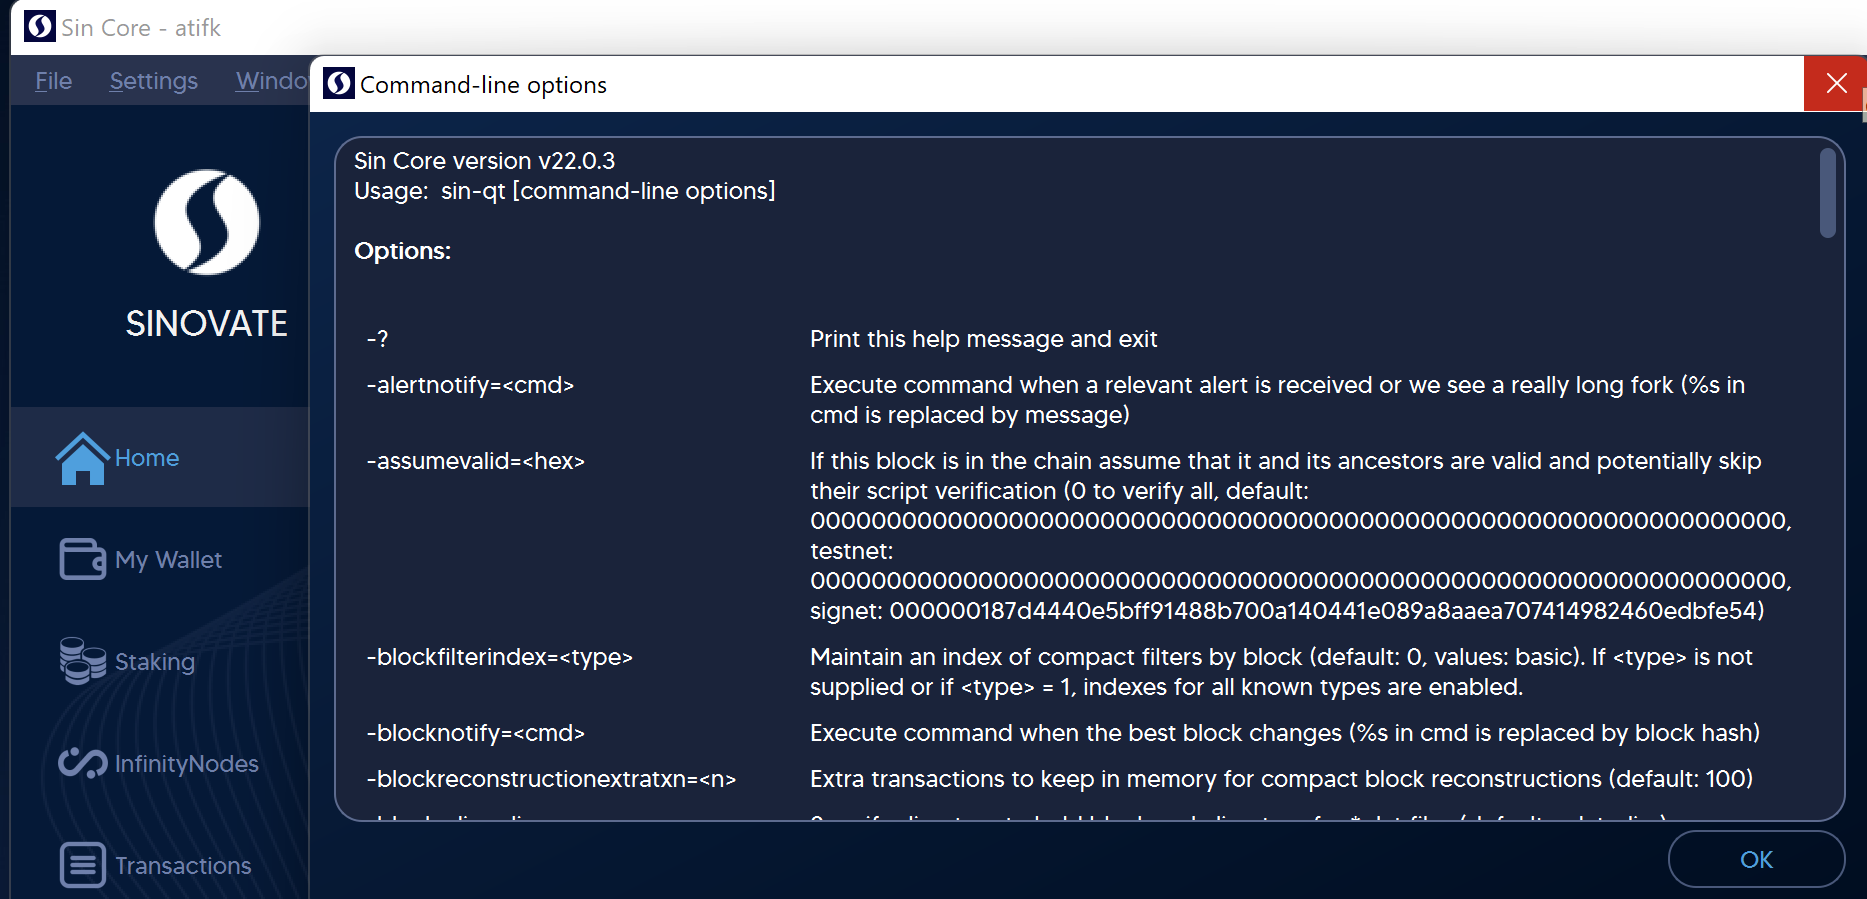 Sin Core - atifk
File Settings Windo
Command-line options
SINOVATE
Home
My Wallet
Staking
InfinityNodes
Transactions
Sin Core version v22.0.3
Usage: sin-qt [command-line options]
Options:
-? Print this help message and exit
-alertnotify=<cmd> Execute command when a relevant alert is received or we see a really long fork (%s in
cmd is replaced by message)
-assumevalid=<hex> If this block is in the chain assume that it and its ancestors are valid and potentially skip
their script verification (0 to verify all, default:
0000000000000000000000000000000000000000000000000000000000000000,
testnet:
0000000000000000000000000000000000000000000000000000000000000000,
signet: 000000187d4440e5bff91488b700a140441e089a8aaea707414982460edbfe54)
-blockfilterindex=<type> Maintain an index of compact filters by block (default: 0, values: basic). If <type> is not
supplied or if <type> = 1, indexes for all known types are enabled.
-blocknotify=<cmd> Execute command when the best block changes (%s in cmd is replaced by block hash)
-blockreconstructionextratxn=<n> Extra transactions to keep in memory for compact block reconstructions (default: 100)
OK